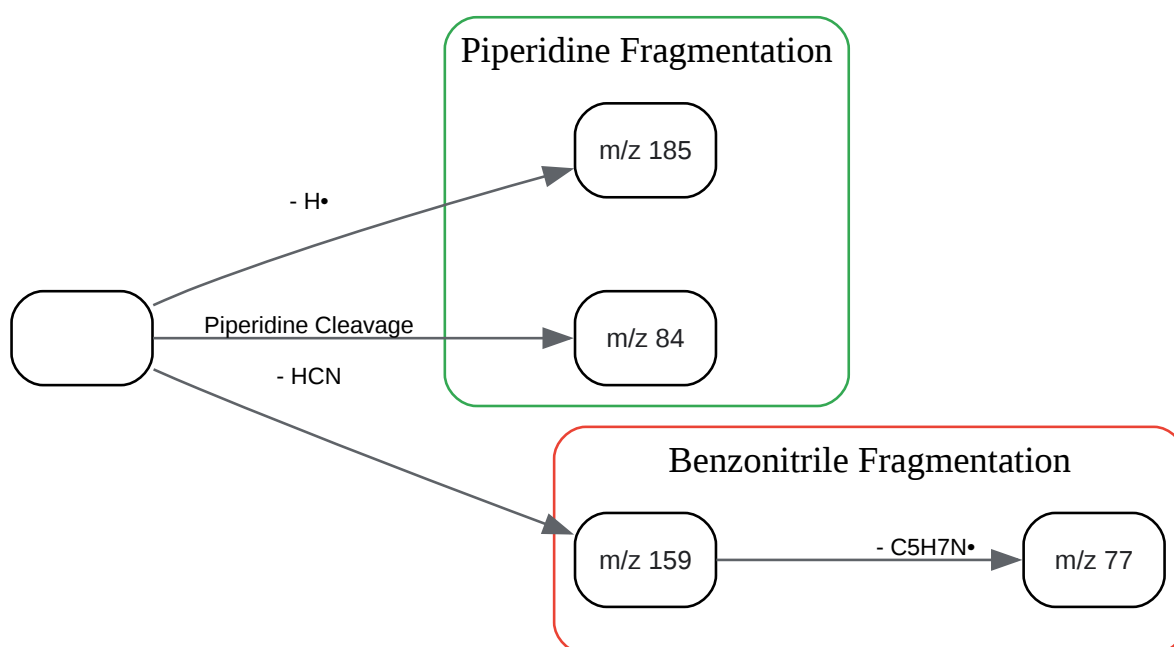 Piperidine Fragmentation
m/z 185
- H•
Piperidine Cleavage
m/z 84
- HCN
Benzonitrile Fragmentation
m/z 159
- C5H7N•
m/z 77